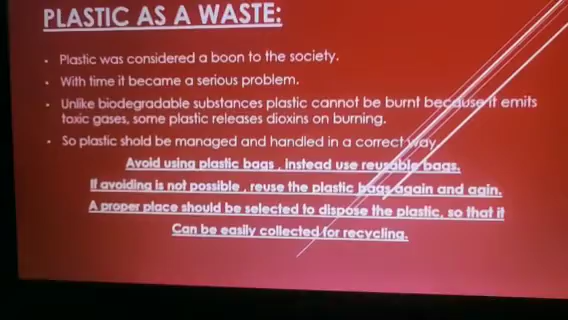 PLASTIC AS A WASTE:
• Plastic was considered a boon to the society.
• With time it became a serious problem.
• Unlike biodegradable substances plastic cannot be burnt because it emits
toxic gases, some plastic releases dioxins on burning.
• So plastic shold be managed and handled in a correct way
Avoid using plastic bags , instead use reusable bags.
If avoiding is not possible , reuse the plastic bags again and agin.
A proper place should be selected to dispose the plastic, so that it
Can be easily collected for recycling.